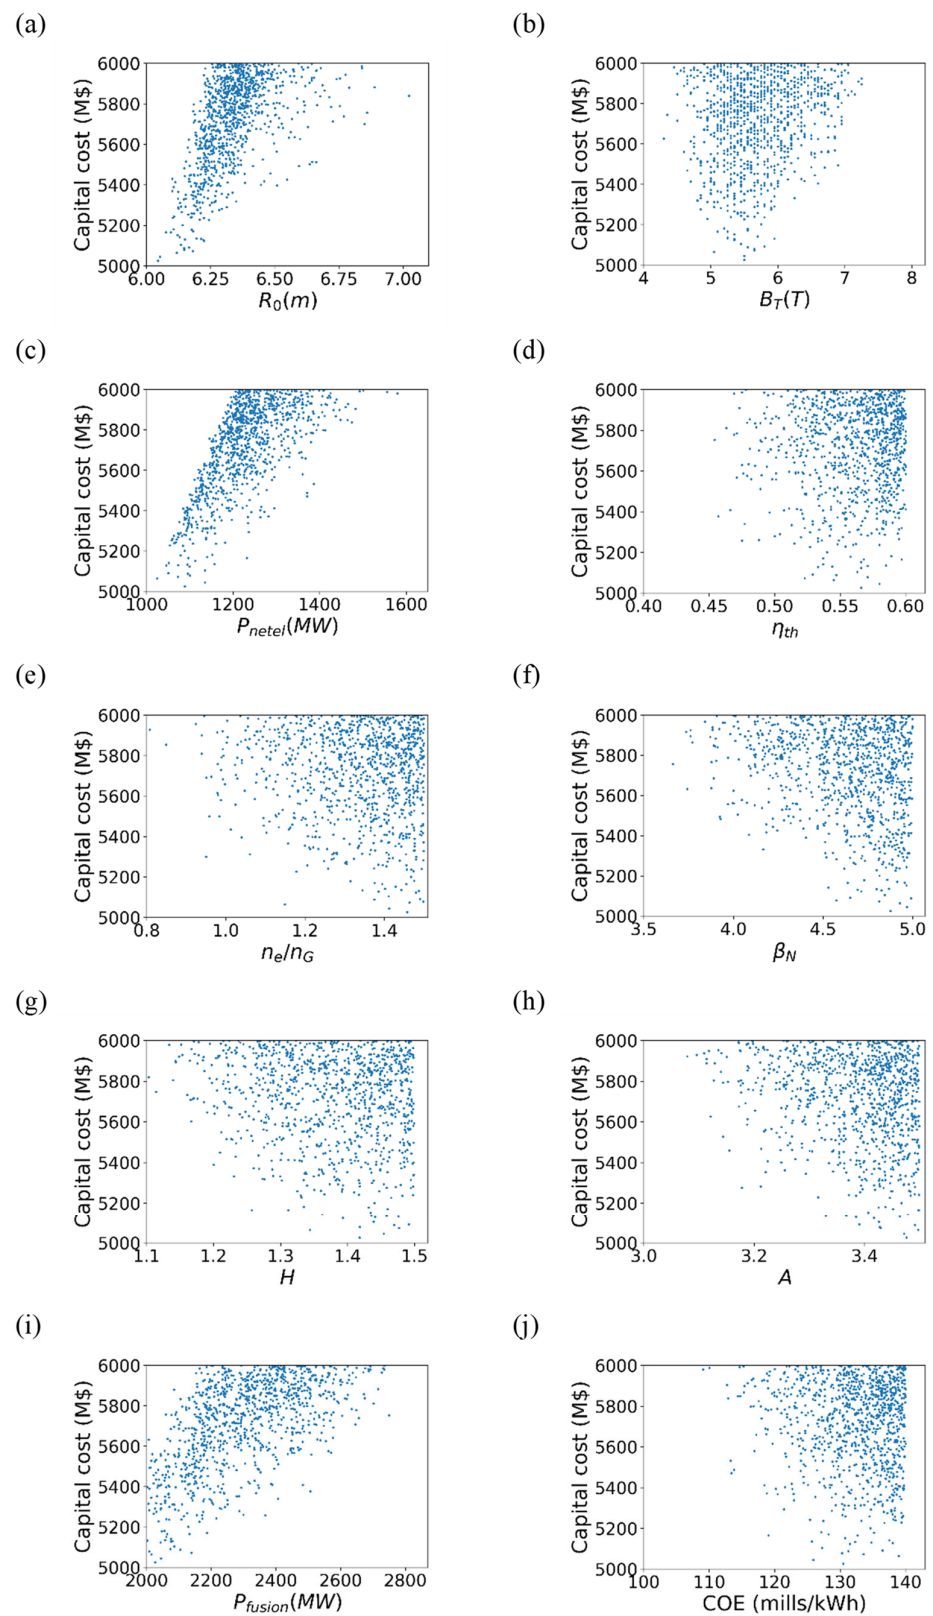 (a)
(b)
6000
5800
5600
5400
5200
5000
Capital cost (M$)
6.00 6.25 6.50 6.75 7.00
R0(m)
6000
5800
5600
5400
5200
5000
Capital cost (M$)
4 5 6 7 8
BT(T)
(c)
(d)
6000
5800
5600
5400
5200
5000
Capital cost (M$)
1000 1200 1400 1600
Pnetel(MW)
6000
5800
5600
5400
5200
5000
Capital cost (M$)
0.40 0.45 0.50 0.55 0.60
ηth
(e)
(f)
6000
5800
5600
5400
5200
5000
Capital cost (M$)
0.8 1.0 1.2 1.4
ne/nG
6000
5800
5600
5400
5200
5000
Capital cost (M$)
3.5 4.0 4.5 5.0
βN
(g)
(h)
6000
5800
5600
5400
5200
5000
Capital cost (M$)
1.1 1.2 1.3 1.4 1.5
H
6000
5800
5600
5400
5200
5000
Capital cost (M$)
3.0 3.2 3.4
A
(i)
(j)
6000
5800
5600
5400
5200
5000
Capital cost (M$)
2000 2200 2400 2600 2800
Pfusion(MW)
6000
5800
5600
5400
5200
5000
Capital cost (M$)
100 110 120 130 140
COE (mills/kWh)